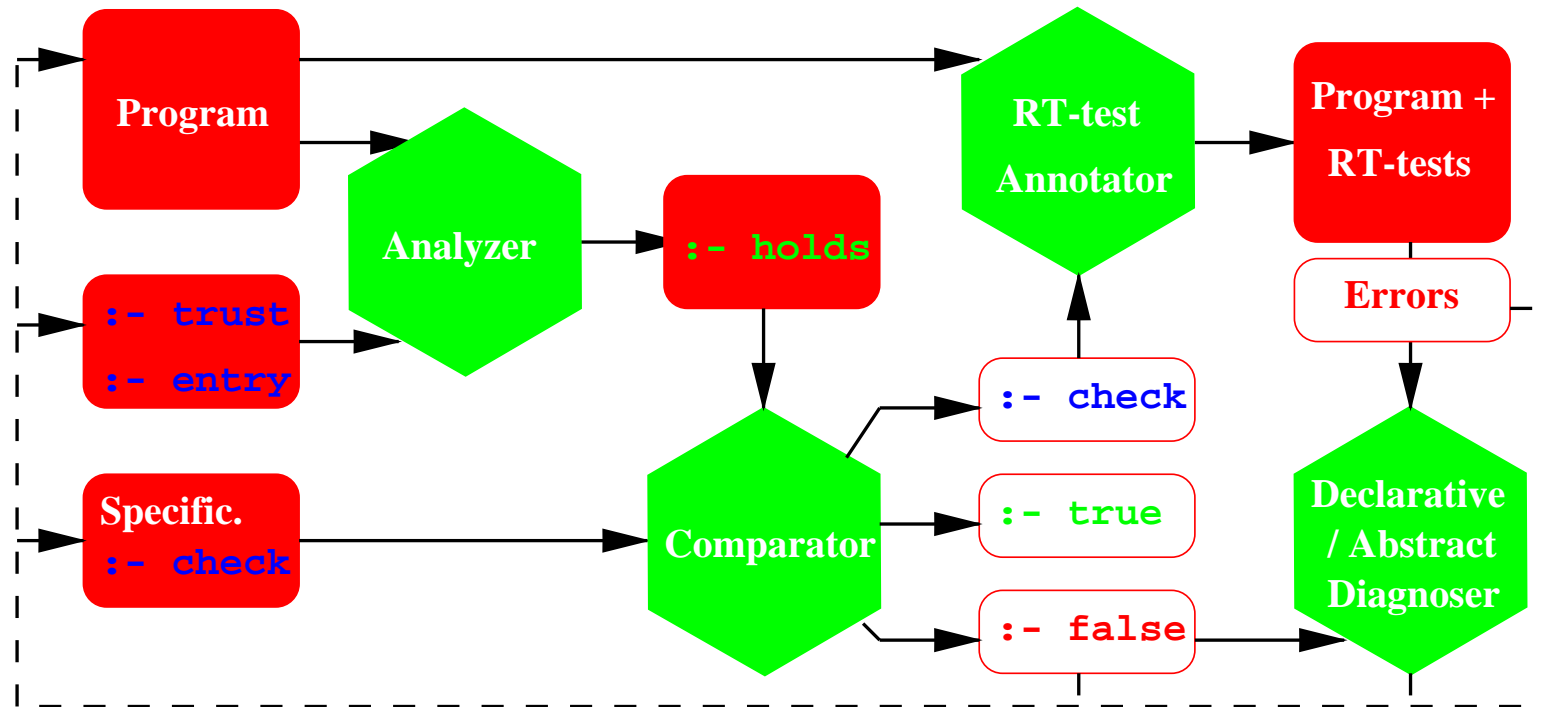 Program
:- trust
:- entry
Specific.
:- check
Analyzer
:- holds
Comparator
RT-test
Annotator
:- check
:- true
:- false
Program +
RT-tests
Errors
Declarative
/ Abstract
Diagnoser